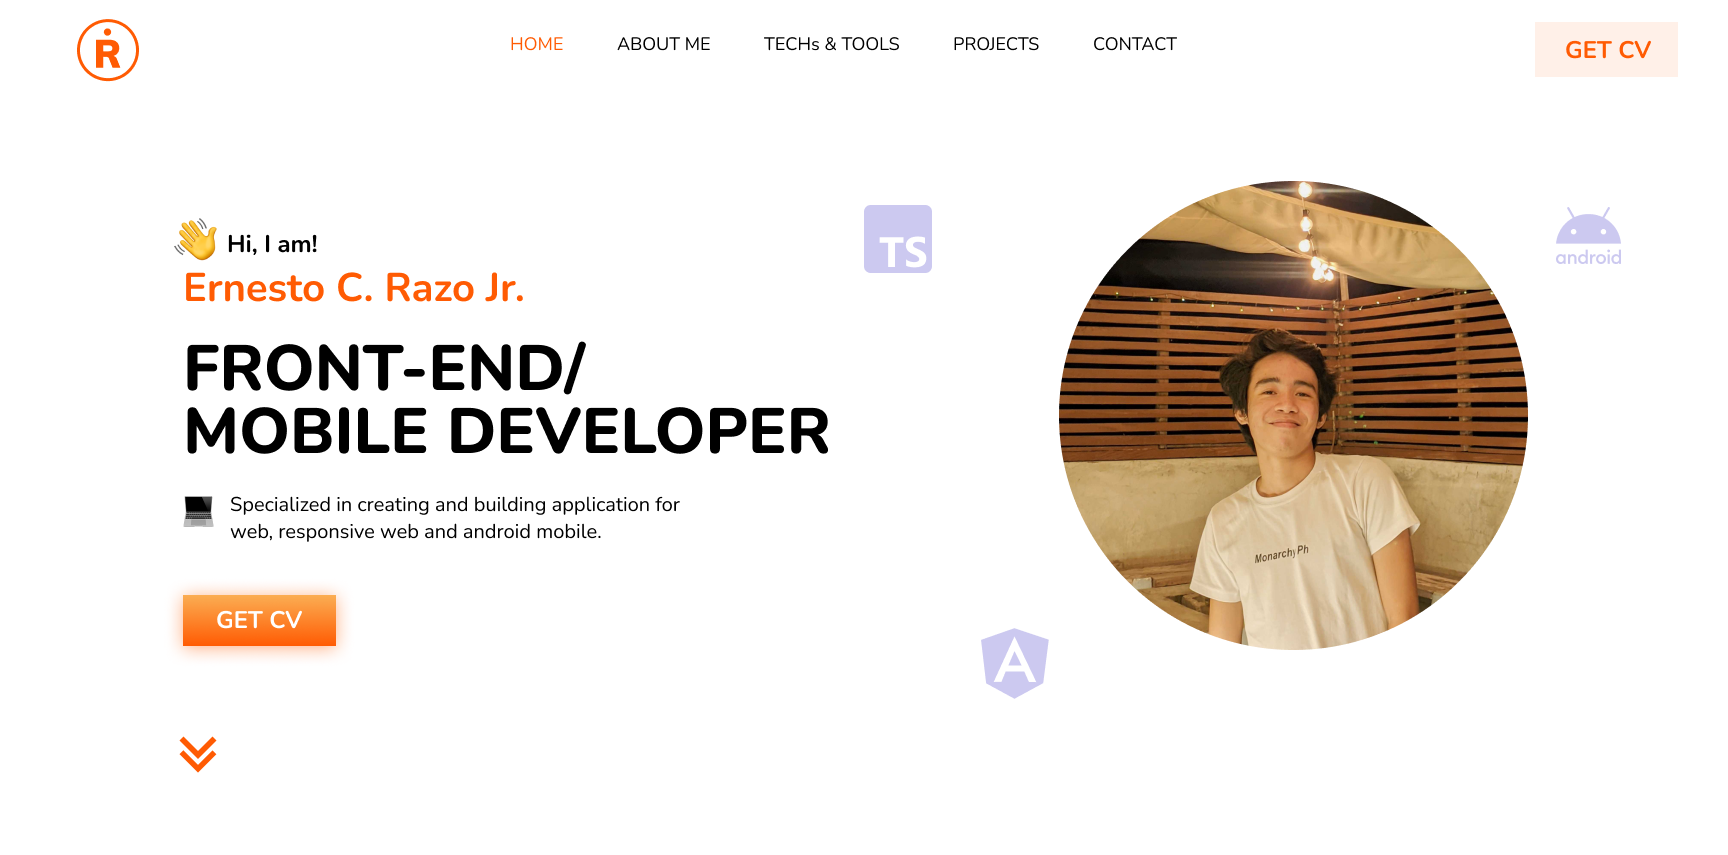 R
HOME ABOUT ME TECHs & TOOLS PROJECTS CONTACT
GET CV
Hi, I am!
Ernesto C. Razo Jr.
FRONT-END/
MOBILE DEVELOPER
Specialized in creating and building application for
web, responsive web and android mobile.
GET CV
TS
android
Monarchy Ph
A